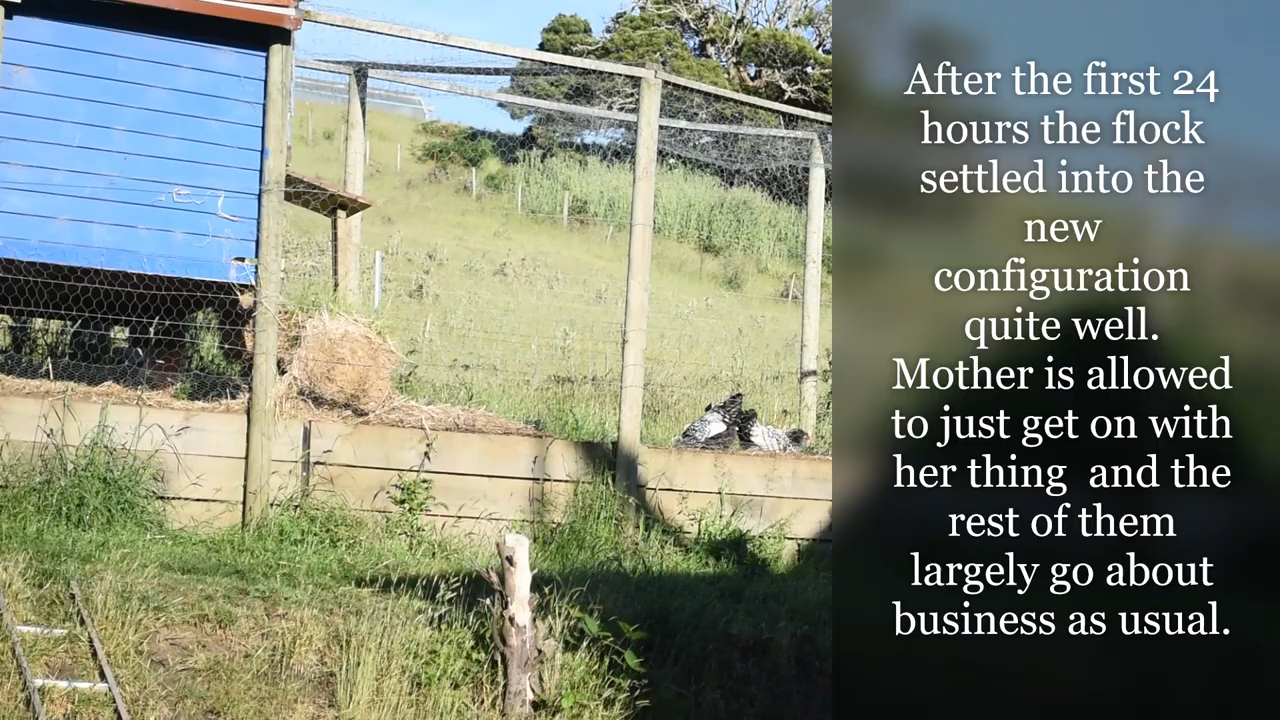 After the first 24
hours the flock
settled into the
new
configuration
quite well.
Mother is allowed
to just get on with
her thing  and the
rest of them
largely go about
business as usual.